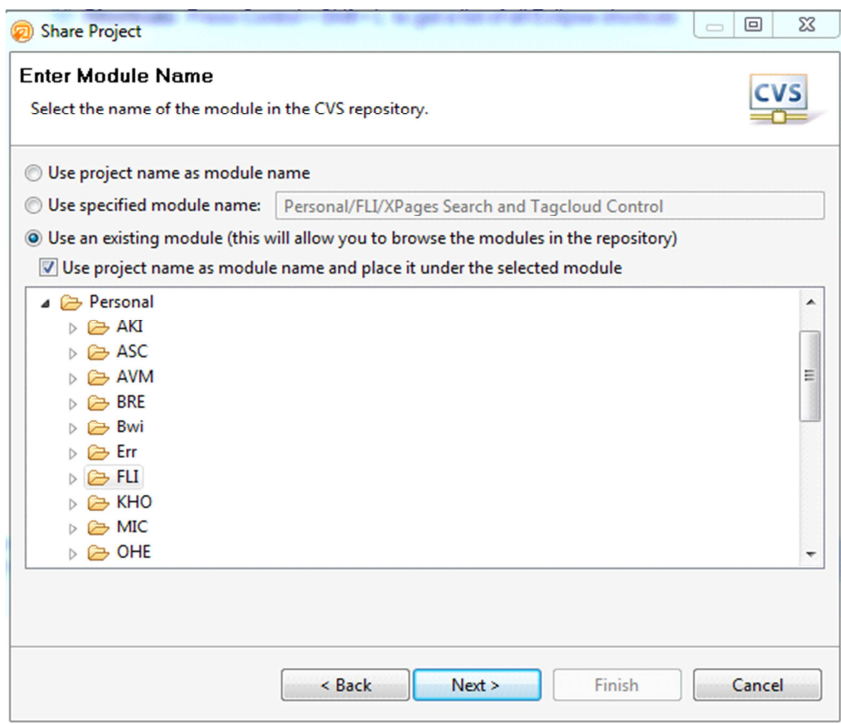 Share Project
Enter Module Name
Select the name of the module in the CVS repository.
CVS
Use project name as module name
Use specified module name: Personal/FLI/XPages Search and Tagcloud Control
Use an existing module (this will allow you to browse the modules in the repository)
Use project name as module name and place it under the selected module
Personal
AKI
ASC
AVM
BRE
Bwi
Err
FLI
KHO
MIC
OHE
< Back Next > Finish Cancel